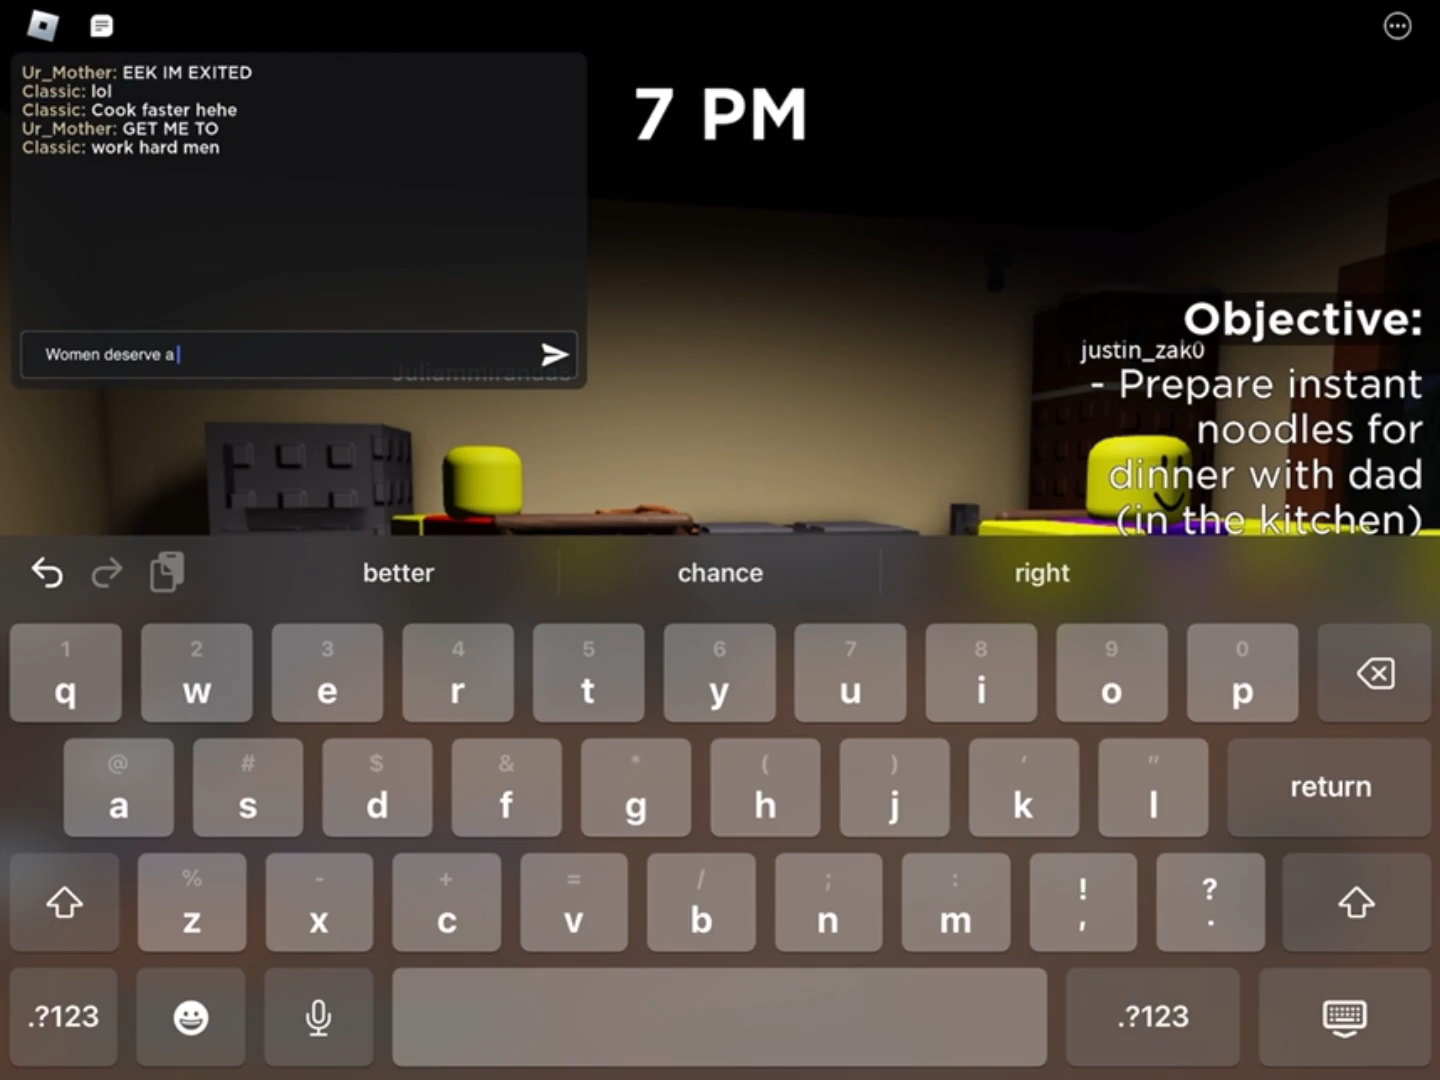 Ur_Mother: EEK IM EXITED
Classic: lol
Classic: Cook faster hehe
Ur_Mother: GET ME TO
Classic: work hard men
7 PM
Women deserve a
Juliammiranda5
Objective:
justin_zak0
- Prepare instant
noodles for
dinner with dad
(in the kitchen)
better chance right
1 2 3 4 5 6 7 8 9 0
q w e r t y u i o p
@ # $ & * ( ) ' "
a s d f g h j k l return
% - + = / ; : ! ?
z x c v b n m , .
.?123 .?123